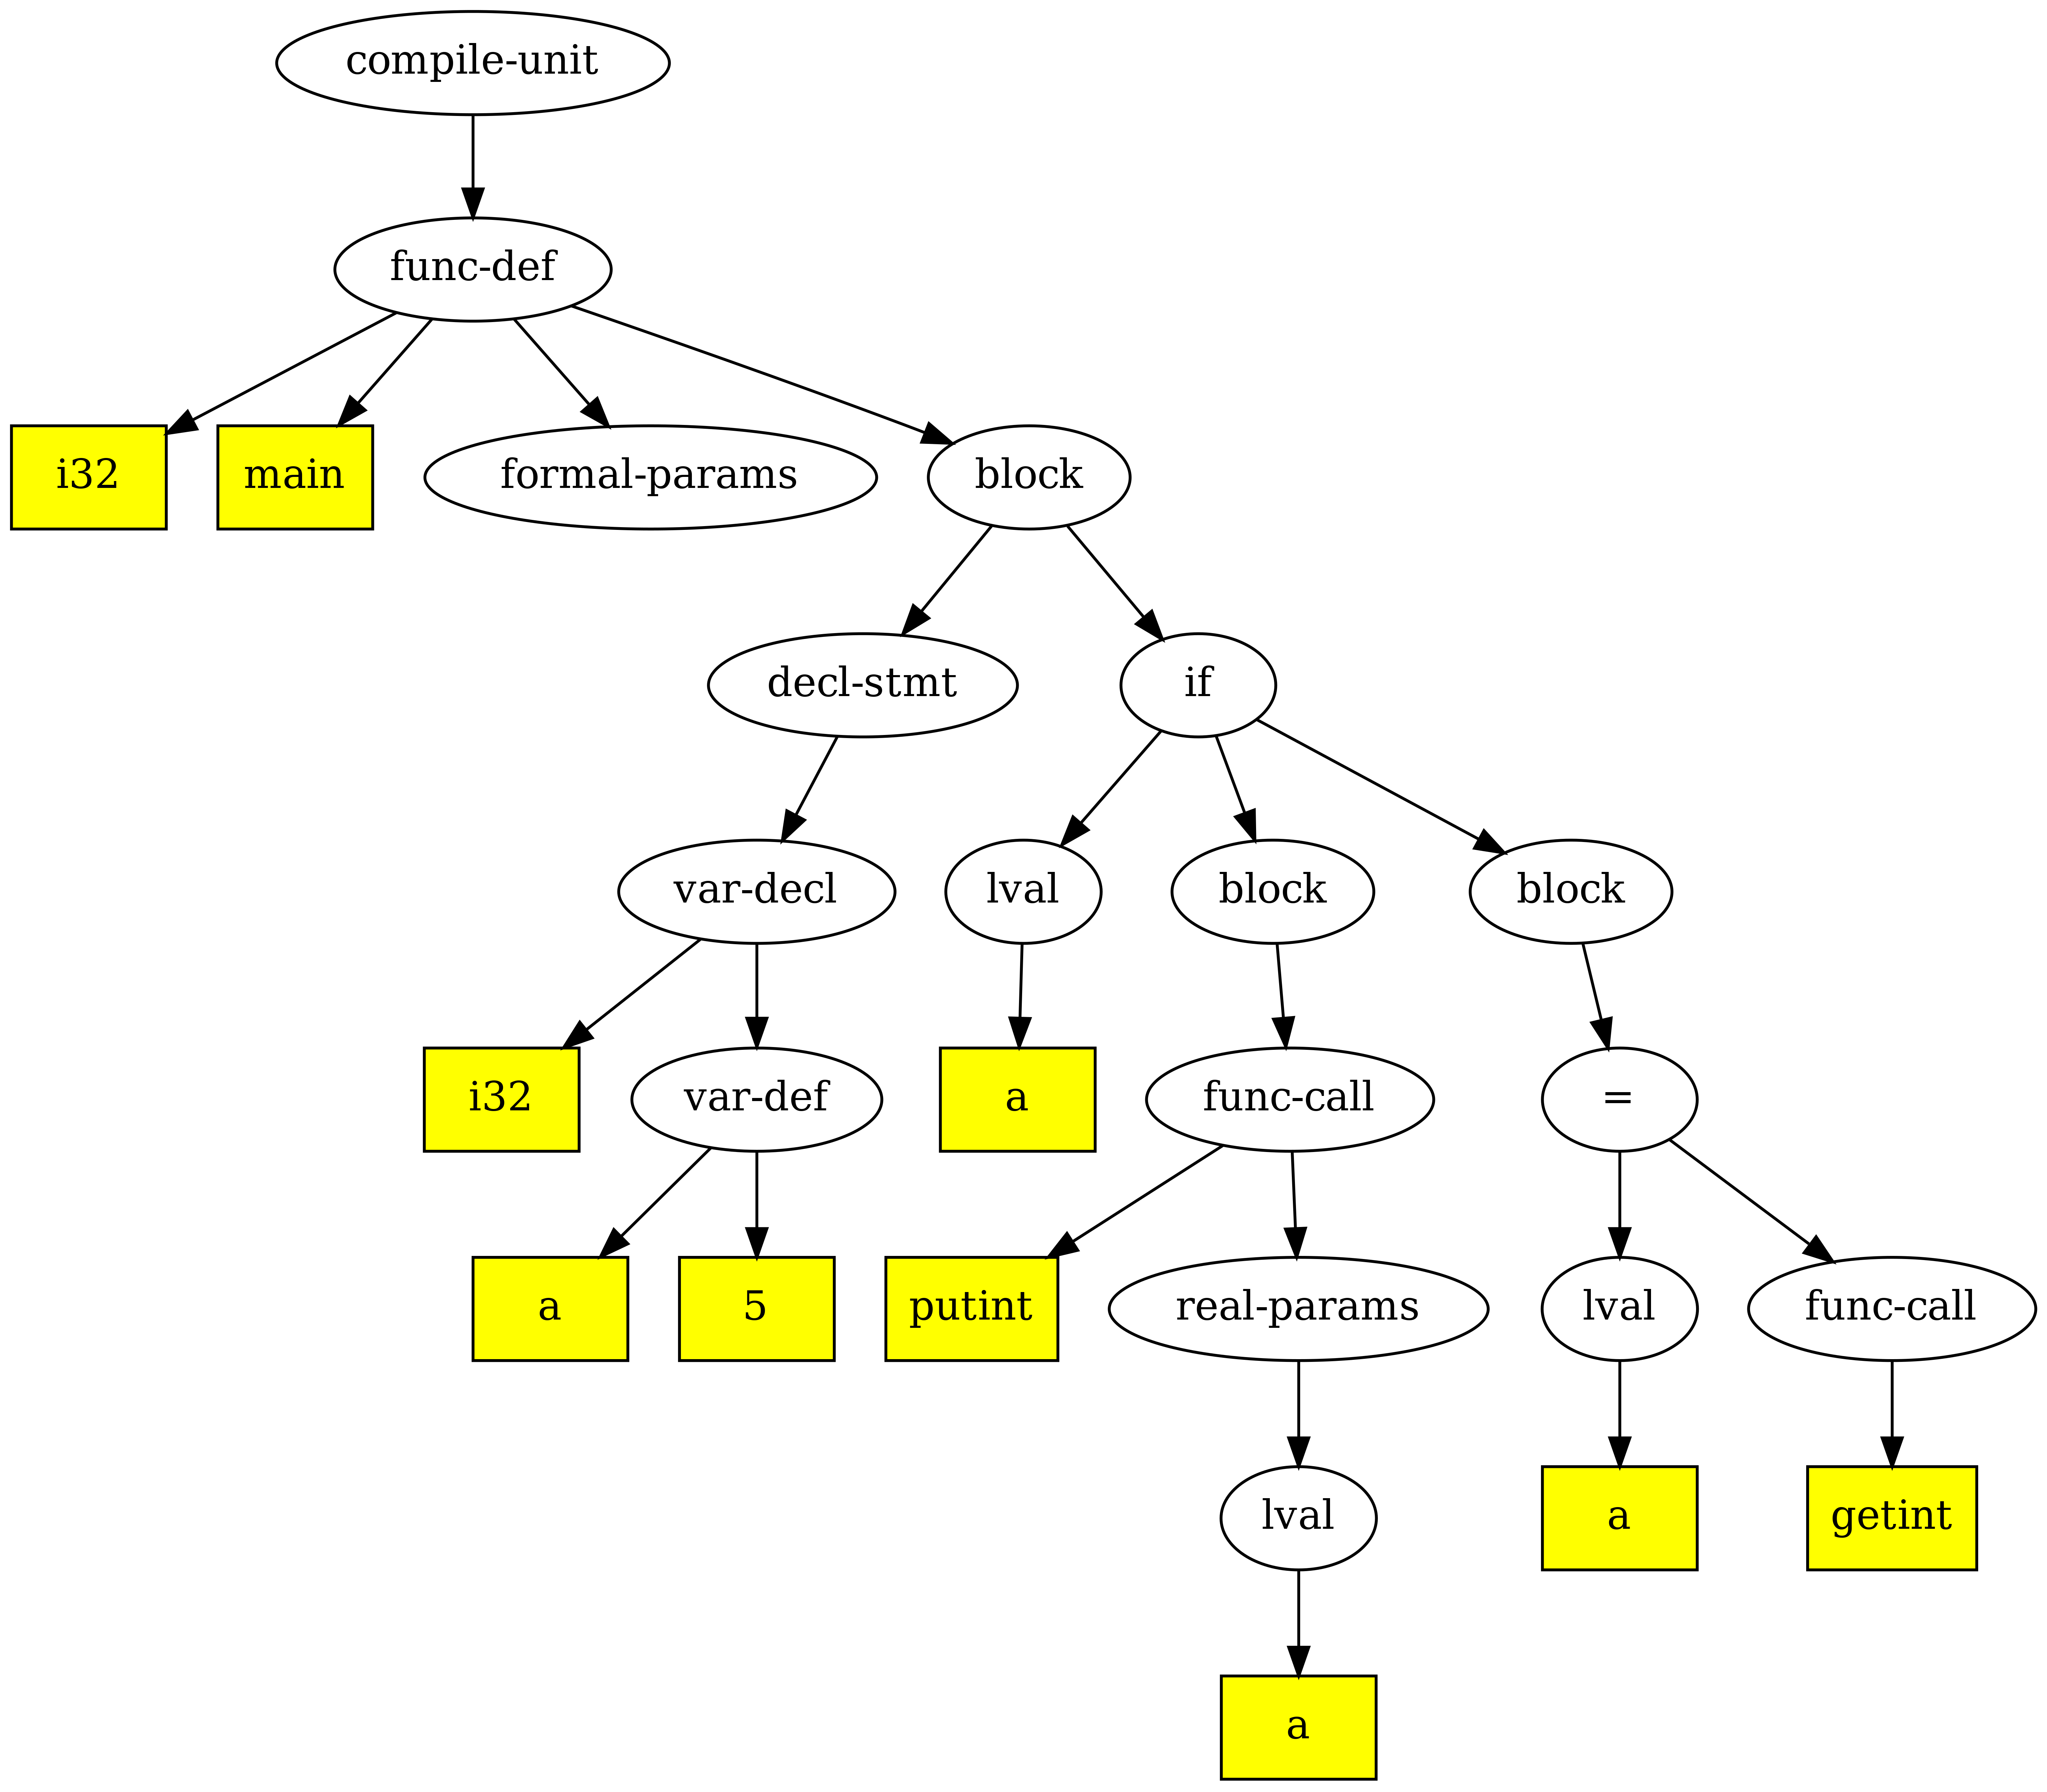 compile-unit
func-def
i32
main
formal-params
block
decl-stmt
if
var-decl
lval
block
block
i32
var-def
a
func-call
=
a
5
putint
real-params
lval
func-call
lval
a
getint
a